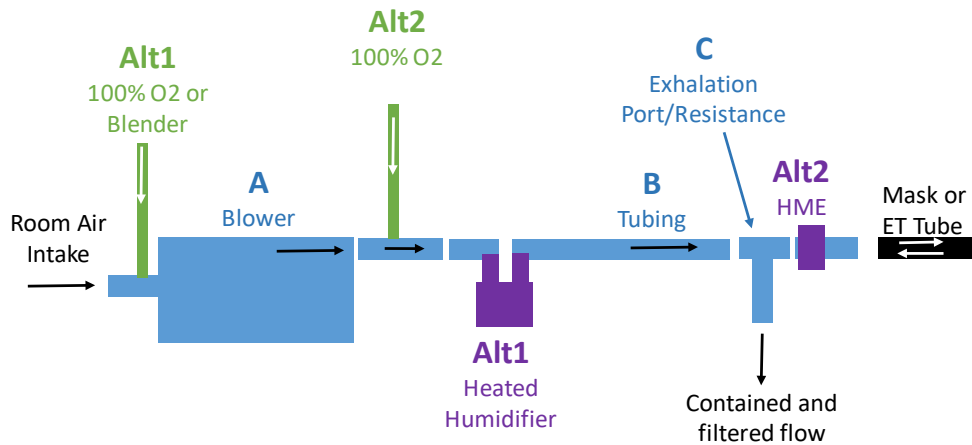 Alt1
100% O2 or
Blender
Alt2
100% O2
C
Exhalation
Port/Resistance
A
Blower
B
Tubing
Alt2
HME
Room Air
Intake
Mask or
ET Tube
Alt1
Heated
Humidifier
Contained and
filtered flow